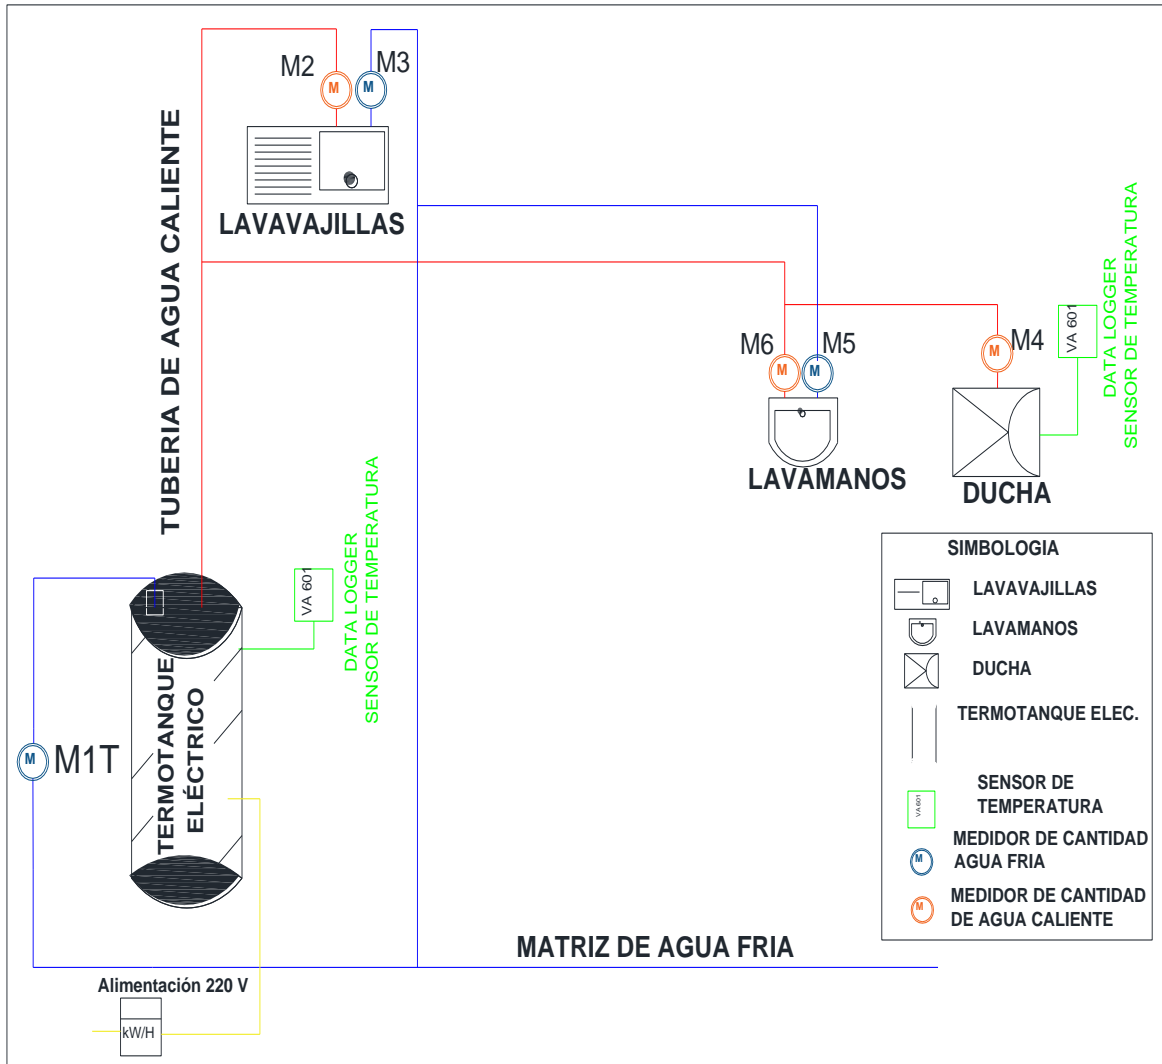 M2
M3
M
M
TUBERIA DE AGUA CALIENTE
LAVAVAJILLAS
DATA LOGGER
SENSOR DE TEMPERATURA
VA 601
M6
M5
M4
M
M
M
LAVAMANOS
DUCHA
DATA LOGGER
SENSOR DE TEMPERATURA
VA 601
M
M1T
TERMOTANQUE
ELÉCTRICO
SIMBOLOGIA
LAVAVAJILLAS
LAVAMANOS
DUCHA
TERMOTANQUE ELEC.
VA 601
SENSOR DE
TEMPERATURA
M
MEDIDOR DE CANTIDAD
AGUA FRIA
M
MEDIDOR DE CANTIDAD
DE AGUA CALIENTE
MATRIZ DE AGUA FRIA
Alimentación 220 V
kW/H